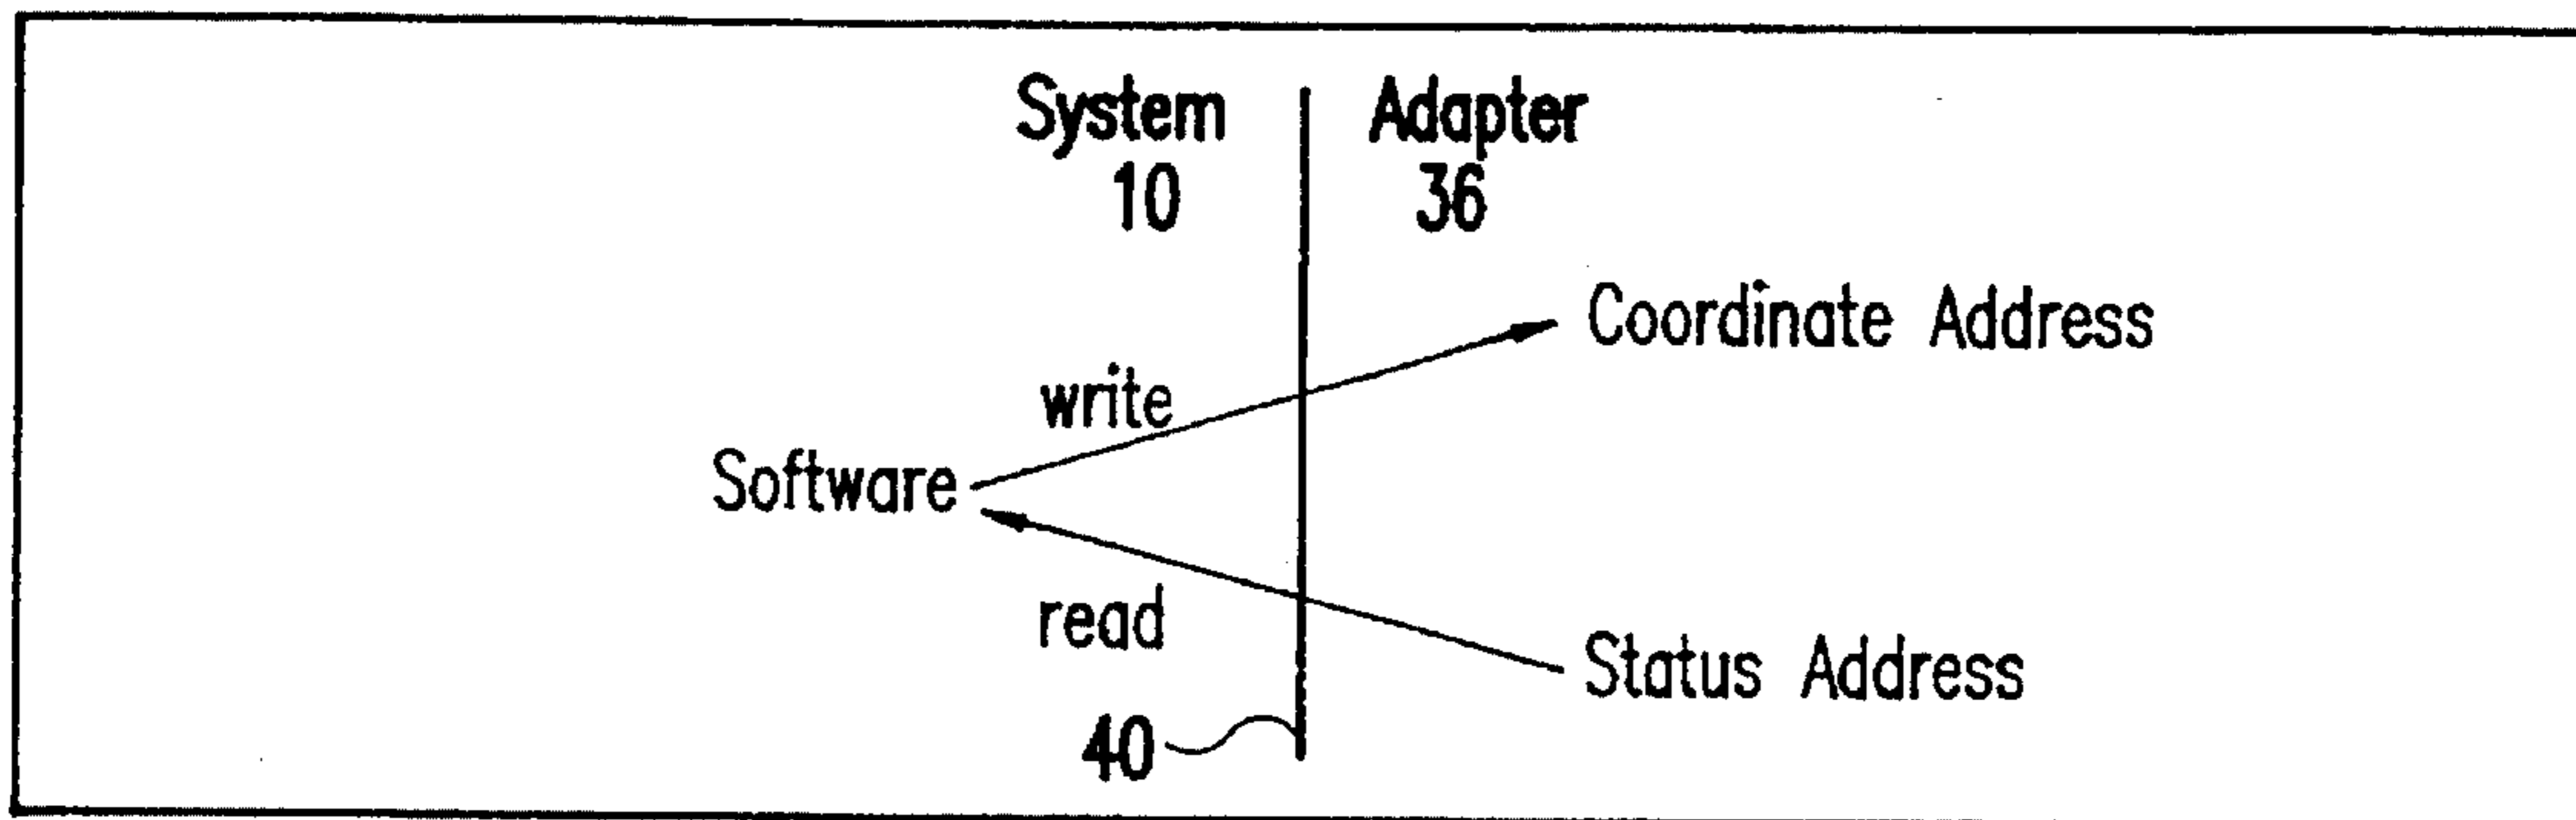 System Adapter
10 36
Coordinate Address
write
Software
read
Status Address
40